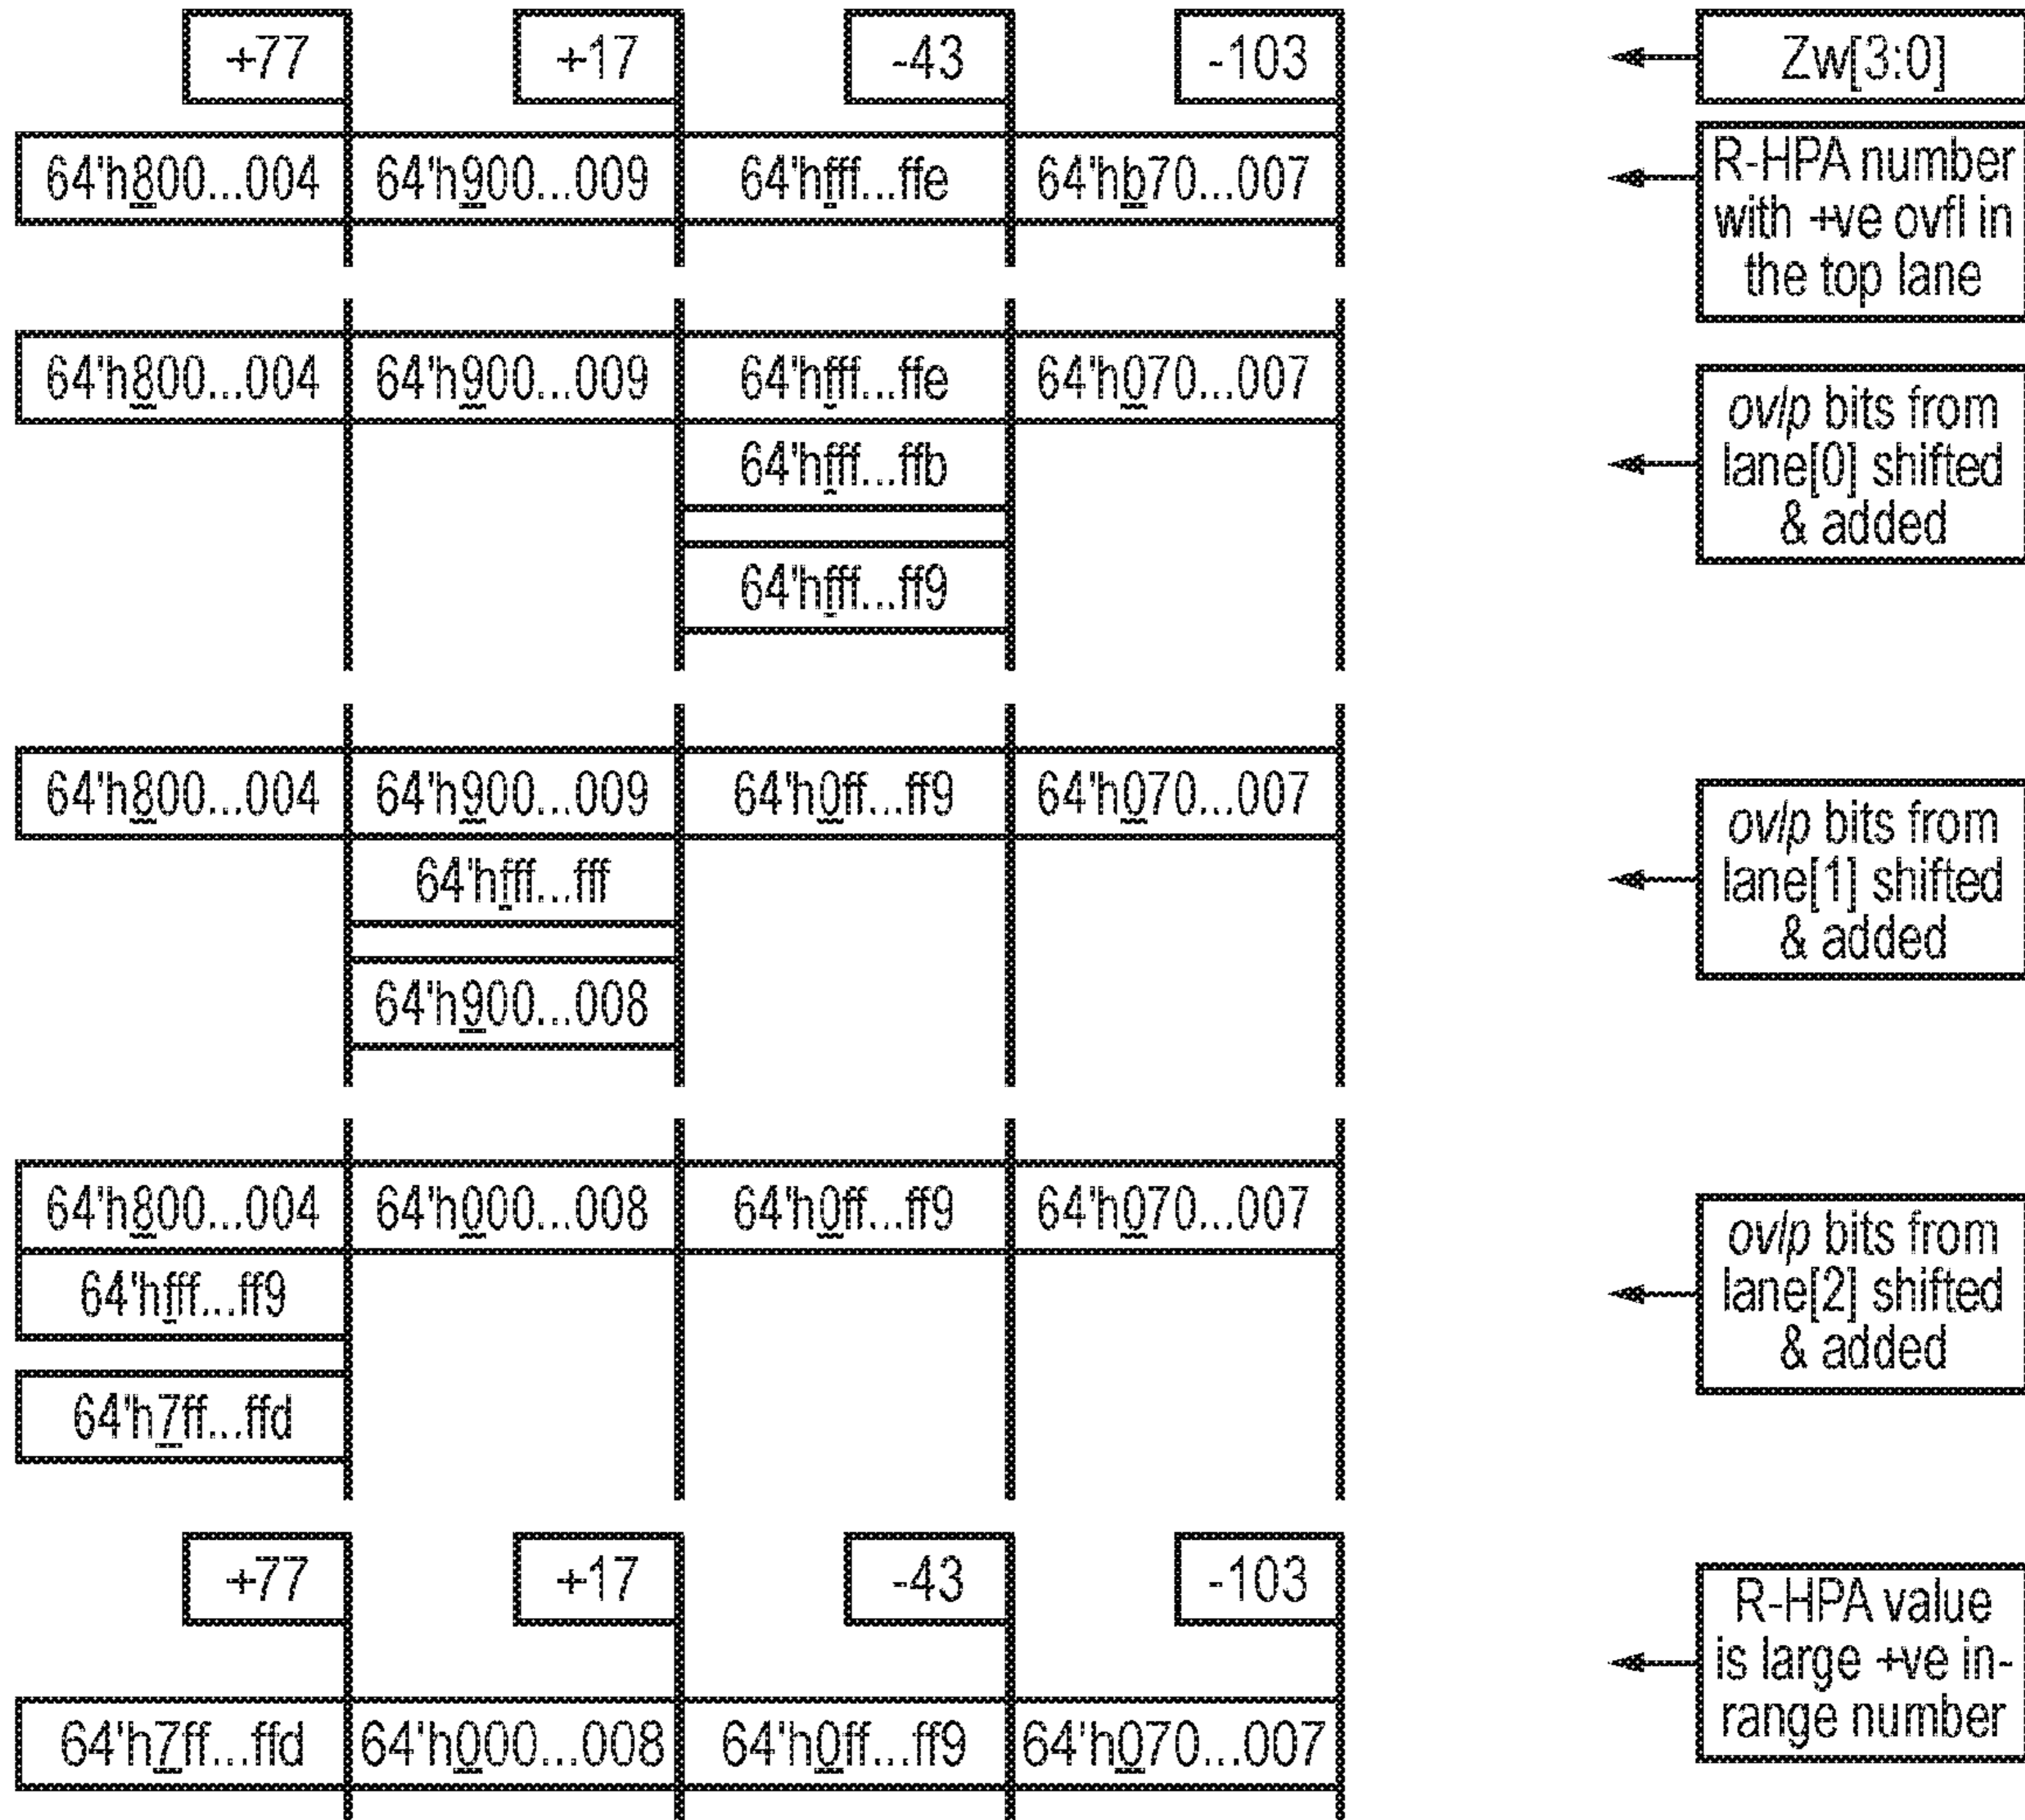 +77 +17 -43 -103
Zw[3:0]
64'h800...004 64'h900...009 64'hfff...ffe 64'hb70...007
R-HPA number
with +ve ovfl in
the top lane
64'h800...004 64'h900...009 64'hfff...ffe 64'h070...007
64'hfff...ffb
64'hfff...ff9
ovlp bits from
lane[0] shifted
& added
64'h800...004 64'h900...009 64'h0ff...ff9 64'h070...007
64'hfff...fff
64'h900...008
ovlp bits from
lane[1] shifted
& added
64'h800...004 64'h000...008 64'h0ff...ff9 64'h070...007
64'hfff...ff9
64'h7ff...ffd
ovlp bits from
lane[2] shifted
& added
+77 +17 -43 -103
64'h7ff...ffd 64'h000...008 64'h0ff...ff9 64'h070...007
R-HPA value
is large +ve in-
range number